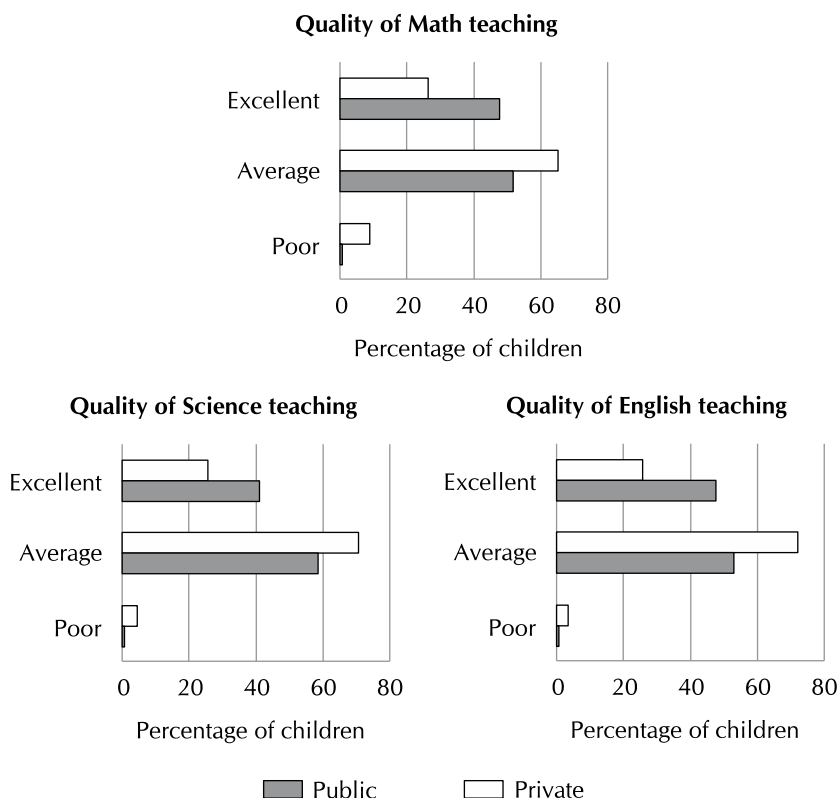 Quality of Math teaching
Excellent
Average
Poor
0 20 40 60 80
Percentage of children
Quality of Science teaching
Excellent
Average
Poor
0 20 40 60 80
Percentage of children
Quality of English teaching
Excellent
Average
Poor
0 20 40 60 80
Percentage of children
Public Private